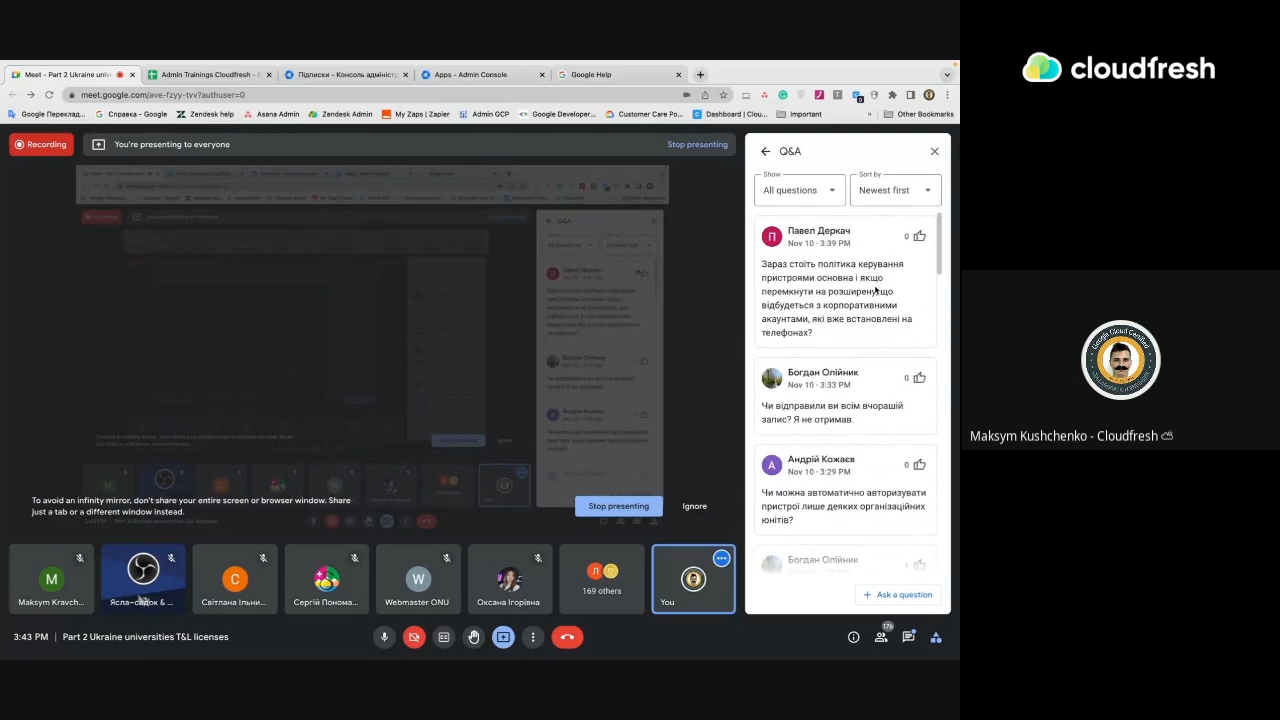 cloudfresh
Meet - Part 2 Ukraine univ
Admin Trainings Cloudfresh - G
Підписки - Консоль адмініст
Apps - Admin Console
Google Help
meet.google.com/ave-fzyy-tvv?authuser=0
Google Переклад...
Справка - Google
Zendesk help
Asana Admin
Zendesk Admin
My Zaps | Zapier
Admin GCP
Google Developer...
Customer Care Po...
Dashboard | Clou...
Important
»
Other Bookmarks
Recording
You're presenting to everyone
Stop presenting
Q&A
Show
All questions
Sort by
Newest first
Павел Деркач
Nov 10 · 3:39 PM
0
Зараз стоїть політика керування
пристроями основна і якщо
перемкнути на розширену,що
відбудеться з корпоративними
акаунтами, які вже встановлені на
телефонах?
Богдан Олійник
Nov 10 · 3:33 PM
0
Чи відправили ви всім вчорашій
запис? Я не отримав.
Андрій Кожаєв
Nov 10 · 3:29 PM
0
Чи можна автоматично авторизувати
пристрої лише деяких організаційних
юнітів?
Богдан Олійник
1
Ask a question
To avoid an infinity mirror, don't share your entire screen or browser window. Share
just a tab or a different window instead.
Stop presenting
Ignore
M
Maksym Kravch...
Ясла-садок & ...
С
Світлана Ільни...
Сергій Понома...
W
Webmaster ONU
Оксана Ігорівна
Л
169 others
You
3:43 PM | Part 2 Ukraine universities T&L licenses
176
Maksym Kushchenko - Cloudfresh